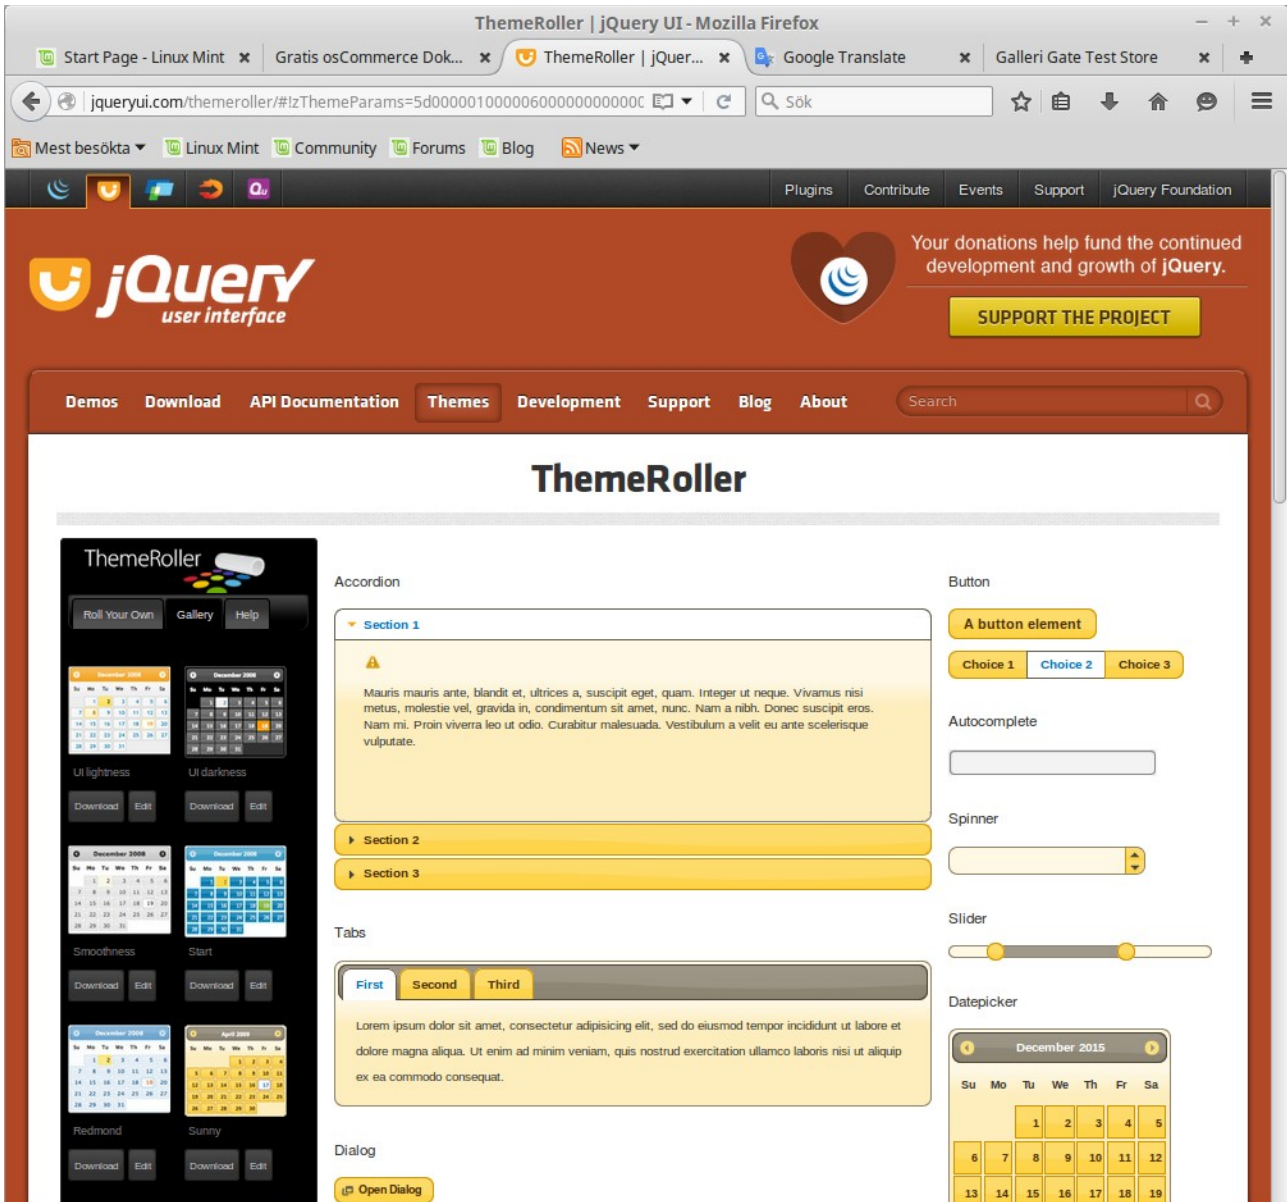 ThemeRoller | jQuery UI - Mozilla Firefox
Start Page - Linux Mint
Gratis osCommerce Dok...
ThemeRoller | jQuer...
Google Translate
Galleri Gate Test Store
jqueryui.com/themeroller/#!zThemeParams=5d00000100000600000000000
Sök
Mest besökta
Linux Mint
Community
Forums
Blog
News
Plugins
Contribute
Events
Support
jQuery Foundation
jQuery
user interface
Your donations help fund the continued
development and growth of jQuery.
SUPPORT THE PROJECT
Demos
Download
API Documentation
Themes
Development
Support
Blog
About
Search
ThemeRoller
ThemeRoller
Roll Your Own
Gallery
Help
UI lightness
UI darkness
Download
Edit
Download
Edit
Smoothness
Start
Download
Edit
Download
Edit
Redmond
Sunny
Download
Edit
Download
Edit
Accordion
Section 1
Mauris mauris ante, blandit et, ultrices a, suscipit eget, quam. Integer ut neque. Vivamus nisi
metus, molestie vel, gravida in, condimentum sit amet, nunc. Nam a nibh. Donec suscipit eros.
Nam mi. Proin viverra leo ut odio. Curabitur malesuada. Vestibulum a velit eu ante scelerisque
vulputate.
Section 2
Section 3
Tabs
First
Second
Third
Lorem ipsum dolor sit amet, consectetur adipisicing elit, sed do eiusmod tempor incididunt ut labore et
dolore magna aliqua. Ut enim ad minim veniam, quis nostrud exercitation ullamco laboris nisi ut aliquip
ex ea commodo consequat.
Dialog
Open Dialog
Button
A button element
Choice 1
Choice 2
Choice 3
Autocomplete
Spinner
Slider
Datepicker
December 2015
Su Mo Tu We Th Fr Sa
1 2 3 4 5
6 7 8 9 10 11 12
13 14 15 16 17 18 19